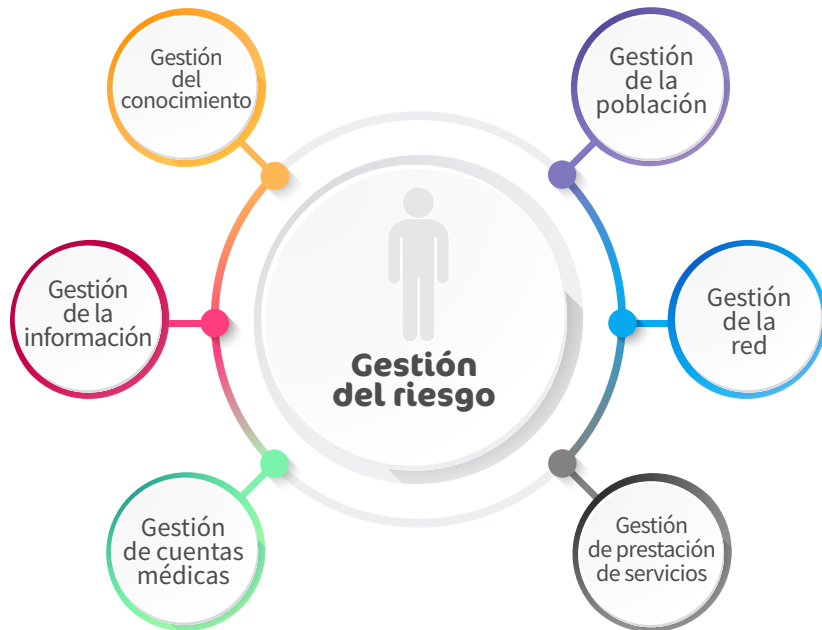 Gestión
del
conocimiento
Gestión
de la
población
Gestión
de la
información
Gestión
del riesgo
Gestión
de la
red
Gestión
de cuentas
médicas
Gestión
de prestación
de servicios